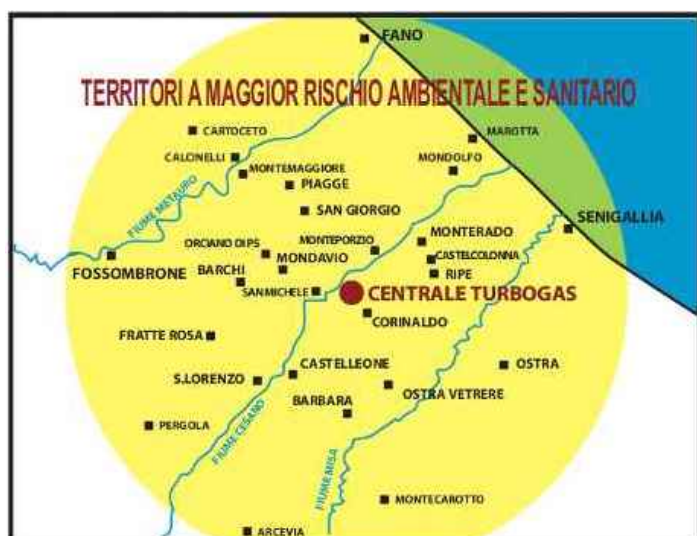 FANO
TERRITORI A MAGGIOR RISCHIO AMBIENTALE E SANITARIO
CARTOCETO
MAROTTA
CALCINELLI
MONDOLFO
MONTEMAGGIORE
PIAGGE
FIUME METAURO
SAN GIORGIO
SENIGALLIA
MONTERADO
ORCIANO DI PS
MONTEPORZIO
FOSSOMBRONE
MONDAVIO
CASTELCOLONNA
BARCHI
RIPE
SAN MICHELE
CENTRALE TURBOGAS
CORINALDO
FRATTE ROSA
CASTELLEONE
OSTRA
S.LORENZO
OSTRA VETRERE
BARBARA
PERGOLA
FIUME CESANO
FIUME MISA
MONTECAROTTO
ARCEVIA